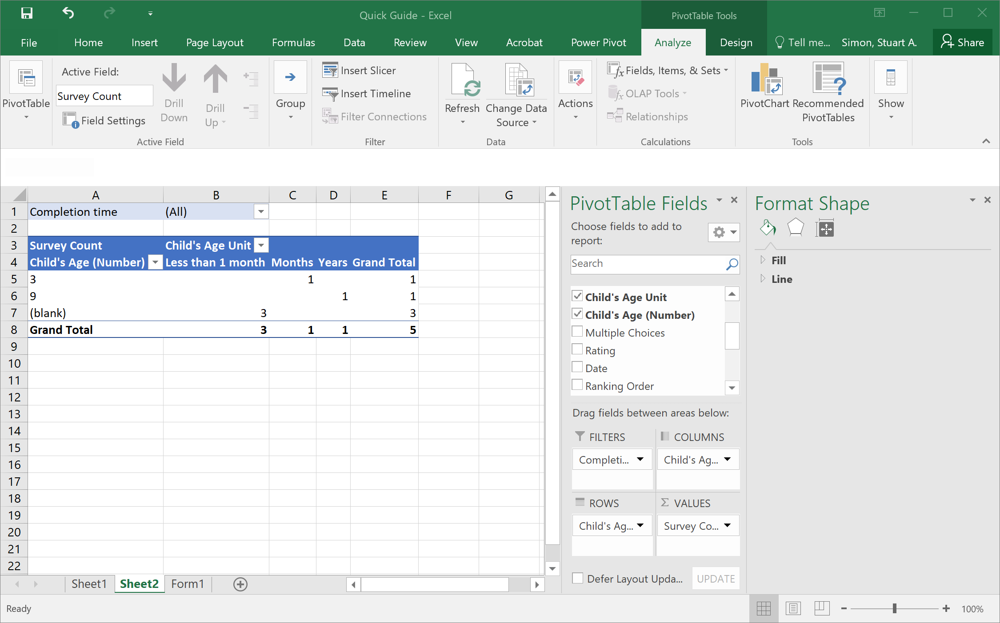 Quick Guide - Excel
PivotTable Tools
File
Home
Insert
Page Layout
Formulas
Data
Review
View
Acrobat
Power Pivot
Analyze
Design
Tell me...
Simon, Stuart A.
Share
PivotTable
Active Field:
Survey Count
Field Settings
Drill
Down
Drill
Up
Active Field
Group
Insert Slicer
Insert Timeline
Filter Connections
Filter
Refresh
Change Data
Source
Data
Actions
Fields, Items, & Sets
OLAP Tools
Relationships
Calculations
PivotChart
Recommended
PivotTables
Tools
Show
A B C D E F G
1 Completion time (All)
2
3 Survey Count Child's Age Unit
4 Child's Age (Number) Less than 1 month Months Years Grand Total
5 3 1 1
6 9 1 1
7 (blank) 3 3
8 Grand Total 3 1 1 5
9
10
11
12
13
14
15
16
17
18
19
20
21
22
Sheet1 Sheet2 Form1
PivotTable Fields
Choose fields to add to
report:
Search
Child's Age Unit
Child's Age (Number)
Multiple Choices
Rating
Date
Ranking Order
Drag fields between areas below:
FILTERS
COLUMNS
Completi...
Child's Ag...
ROWS
VALUES
Child's Ag...
Survey Co...
Defer Layout Upda...
UPDATE
Format Shape
Fill
Line
Ready
100%